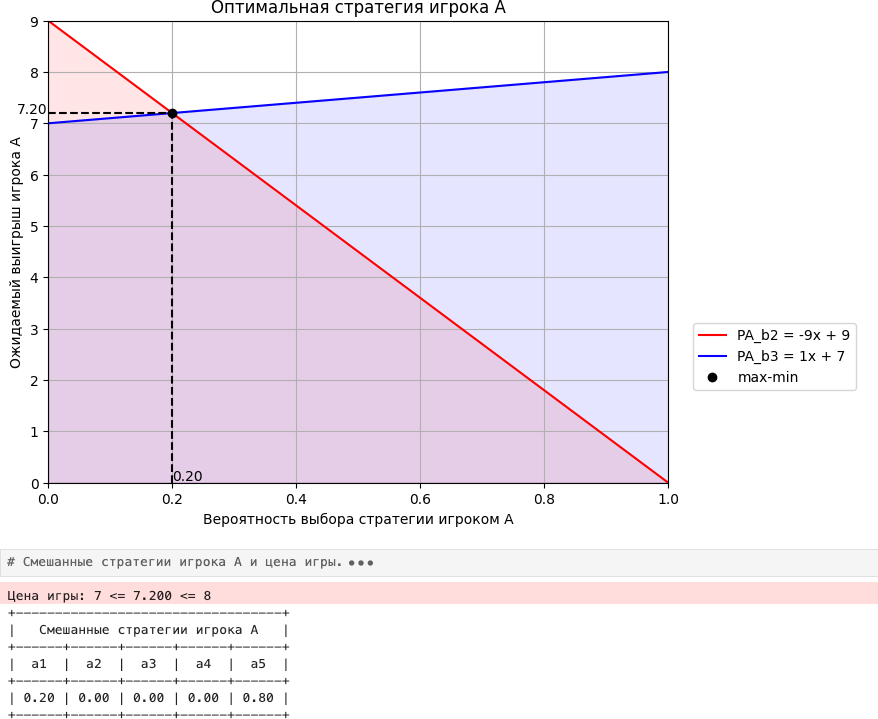 Оптимальная стратегия игрока А
9
8
7.20
7
6
5
4
3
2
1
0
Ожидаемый выигрыш игрока А
0.20
0.0 0.2 0.4 0.6 0.8 1.0
Вероятность выбора стратегии игроком А
PA_b2 = -9x + 9
PA_b3 = 1x + 7
max-min
# Смешанные стратегии игрока А и цена игры. •••
Цена игры: 7 <= 7.200 <= 8
+----------------------------------+
| Смешанные стратегии игрока А |
+------+------+------+------+------+
| a1 | a2 | a3 | a4 | a5 |
+------+------+------+------+------+
| 0.20 | 0.00 | 0.00 | 0.00 | 0.80 |
+------+------+------+------+------+